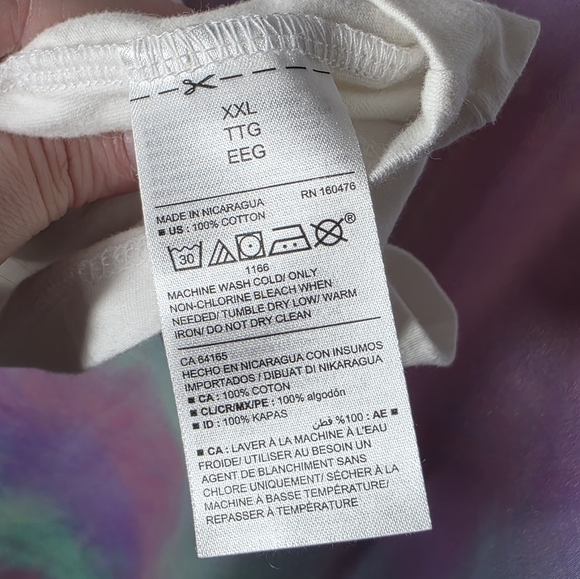 XXL
TTG
EEG
MADE IN NICARAGUA RN 160476
■ US : 100% COTTON
30 ®
1166
MACHINE WASH COLD/ ONLY
NON-CHLORINE BLEACH WHEN
NEEDED/ TUMBLE DRY LOW/ WARM
IRON/ DO NOT DRY CLEAN
CA 64165
HECHO EN NICARAGUA CON INSUMOS
IMPORTADOS / DIBUAT DI NIKARAGUA
■ CA : 100% COTON
■ CL/CR/MX/PE : 100% algodón
■ ID : 100% KAPAS
■ AE : 100% قطن
■ CA : LAVER À LA MACHINE À L'EAU
FROIDE/ UTILISER AU BESOIN UN
AGENT DE BLANCHIMENT SANS
CHLORE UNIQUEMENT/ SÉCHER À LA
MACHINE À BASSE TEMPÉRATURE/
REPASSER À TEMPÉRATURE